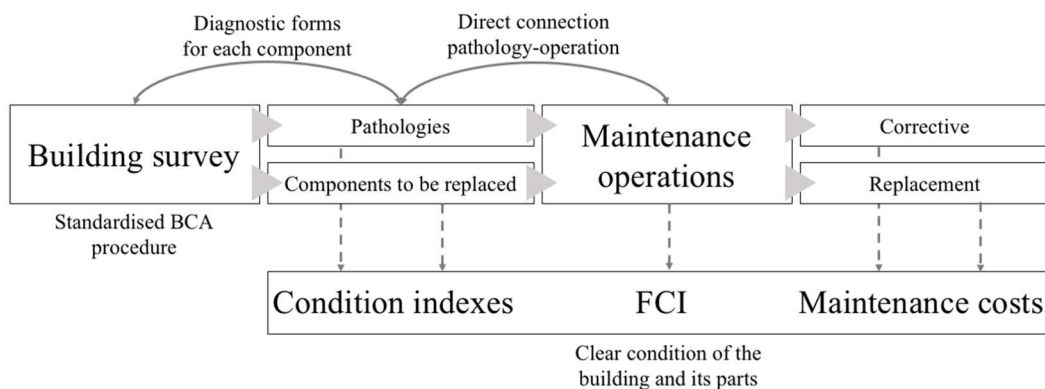 Diagnostic forms
for each component
Direct connection
pathology-operation
Building survey
Pathologies
Components to be replaced
Maintenance
operations
Corrective
Replacement
Standardised BCA
procedure
Condition indexes
FCI
Maintenance costs
Clear condition of the
building and its parts